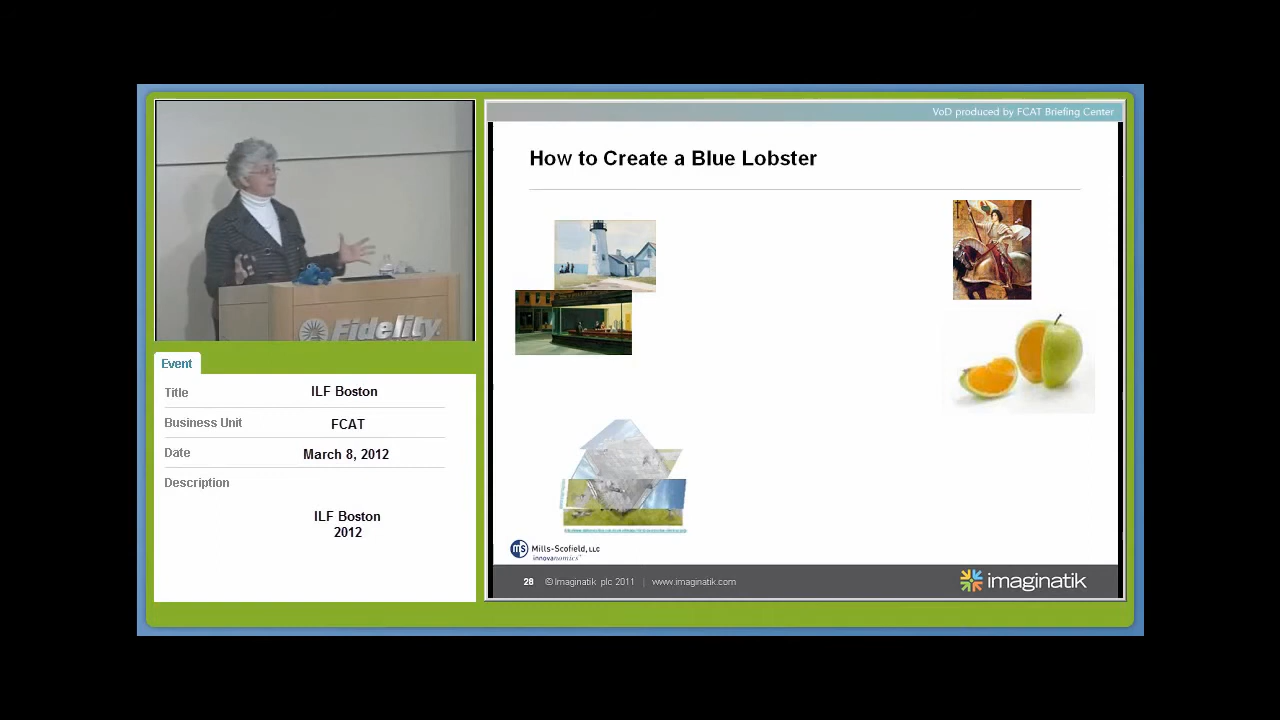 VoD produced by FCAT Briefing Center
How to Create a Blue Lobster
Fidelity
Event
Title ILF Boston
Business Unit FCAT
Date March 8, 2012
Description
ILF Boston
2012
ms Mills-Scofield, LLC
innovanomics™
28 © Imaginatik plc 2011 | www.imaginatik.com
imaginatik